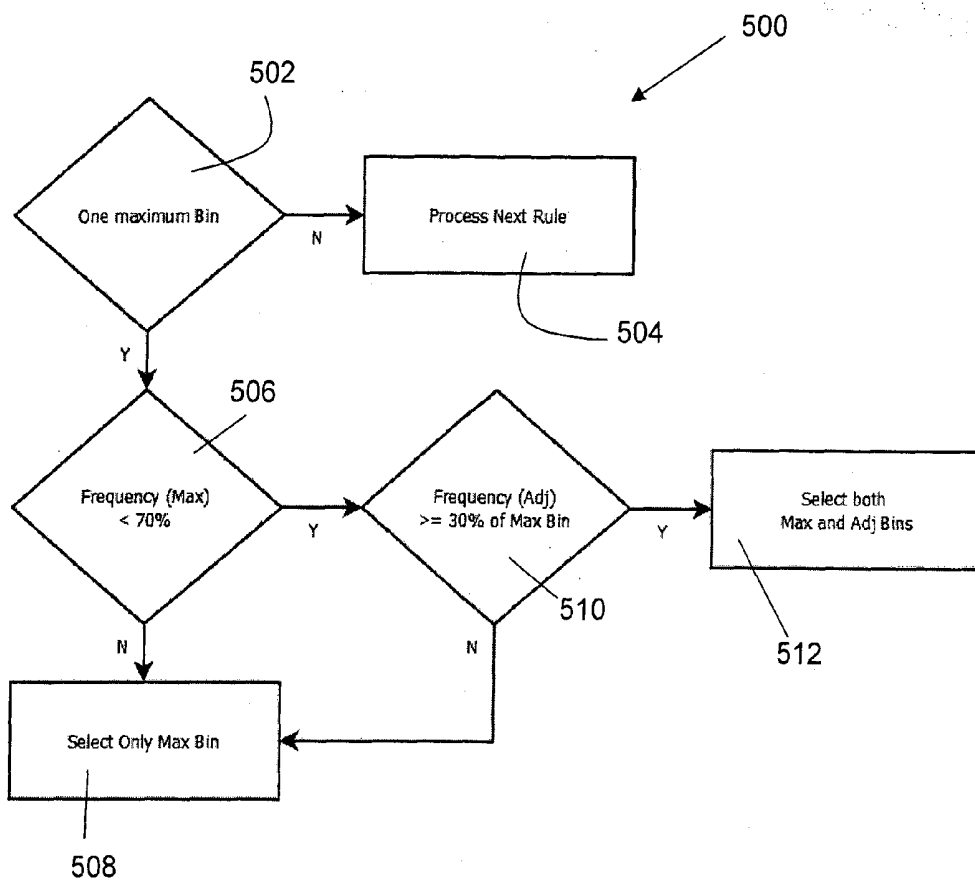 500
502
One maximum Bin
N
Process Next Rule
504
Y
506
Frequency (Max)
< 70%
Y
Frequency (Adj)
>= 30% of Max Bin
Y
Select both
Max and Adj Bins
510
512
N
N
Select Only Max Bin
508